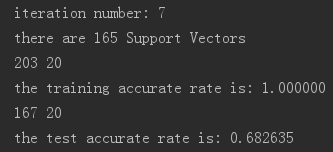 iteration number: 7
there are 165 Support Vectors
203 20
the training accurate rate is: 1.000000
167 20
the test accurate rate is: 0.682635